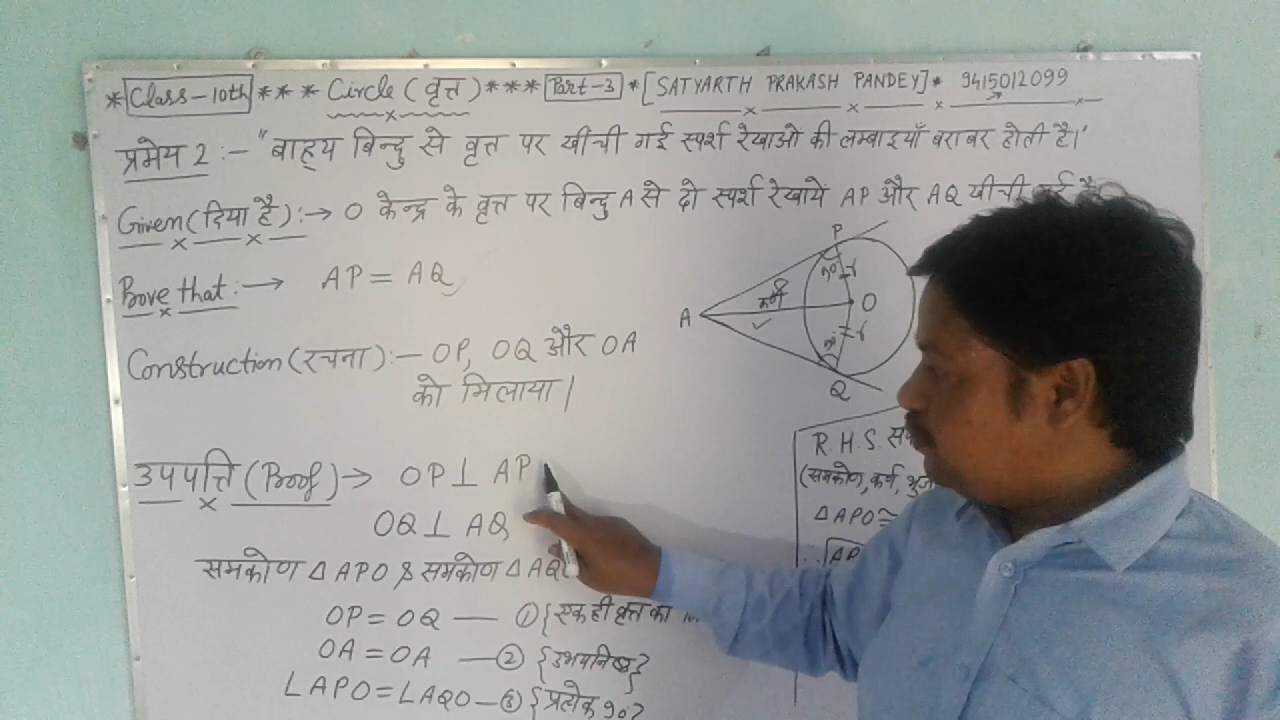 *Class-10th*** Circle(वृत्त)***Part-3*[SATYARTH PRAKASH PANDEY]* 9415012099
प्रमेय 2:- "बाह्य बिन्दु से वृत्त पर खींची गई स्पर्श रेखाओ की लम्बाइयाँ बराबर होती है।"
Given(दिया है):→ O केन्द्र के वृत्त पर बिन्दु A से दो स्पर्श रेखाये AP और AQ खींची
Prove that:→ AP = AQ
Construction(रचना):- OP, OQ और OA
को मिलाया।
उपपत्ति (Proof)→ OP⊥ AP
OQ⊥ AQ
समकोण Δ APO & समकोण Δ AQ
OP = OQ — ① {एक ही वृत्त का
OA = OA — ② {उभयनिष्ठ}
∠APO = ∠AQO — ③ {प्रत्येक 90°}
P
90° r
कर्ण
A
O
90° r
Q
R.H.S.
(समकोण, कर्ण,
Δ APO ≅
∴ AP